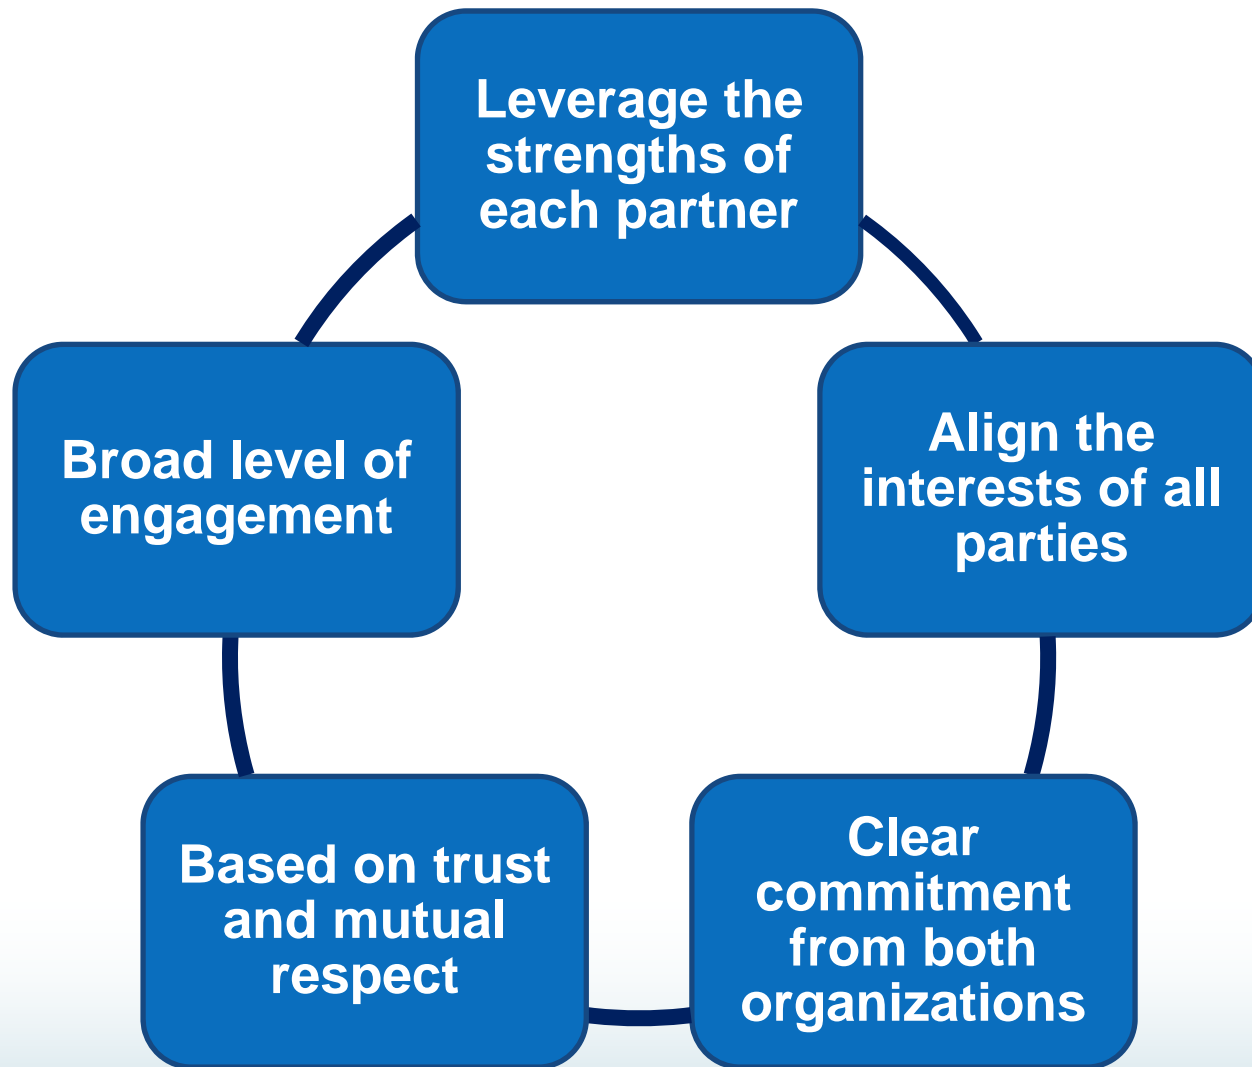 Leverage the
strengths of
each partner
Align the
interests of all
parties
Clear
commitment
from both
organizations
Based on trust
and mutual
respect
Broad level of
engagement